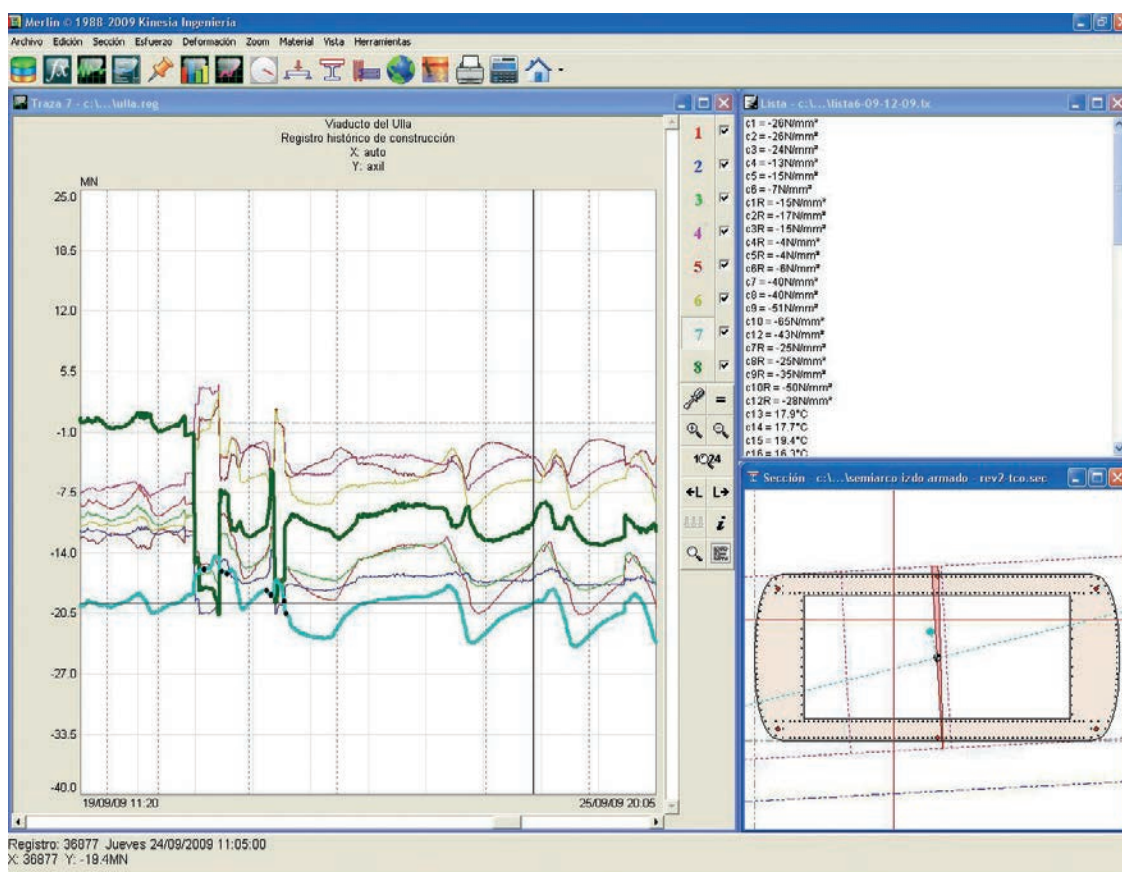 Merlin © 1988-2009 Kinesia Ingeniería
Archivo Edición Sección Esfuerzo Deformación Zoom Material Vista Herramientas
Traza 7 - c:\...\ulla.reg
Viaducto del Ulla
Registro histórico de construcción
X: auto
Y: axil
MN
25.0
18.5
12.0
5.5
-1.0
-7.5
-14.0
-20.5
-27.0
-33.5
-40.0
19/09/09 11:20
25/09/09 20:05
1
2
3
4
5
6
7
8
=
1024
L L
i
Lista - c:\...\lista6-09-12-09.tx
c1 = -26N/mm²
c2 = -26N/mm²
c3 = -24N/mm²
c4 = -13N/mm²
c5 = -15N/mm²
c6 = -7N/mm²
c1R = -15N/mm²
c2R = -17N/mm²
c3R = -15N/mm²
c4R = -4N/mm²
c5R = -4N/mm²
c6R = -6N/mm²
c7 = -40N/mm²
c8 = -40N/mm²
c9 = -51N/mm²
c10 = -65N/mm²
c12 = -43N/mm²
c7R = -25N/mm²
c8R = -25N/mm²
c9R = -35N/mm²
c10R = -50N/mm²
c12R = -28N/mm²
c13 = 17.9°C
c14 = 17.7°C
c15 = 19.4°C
c16 = 16.3°C
Sección - c:\...\semiarco izdo armado - rev2-tco.sec
Registro: 36877 Jueves 24/09/2009 11:05:00
X: 36877 Y: -19.4MN